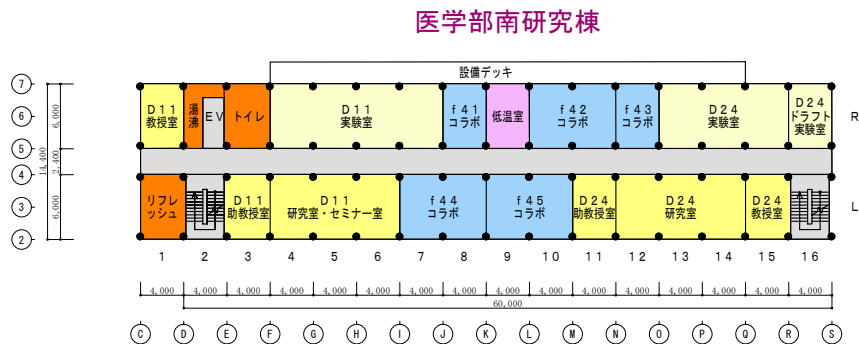 医学部南研究棟
設備デッキ
7
6
5
4
3
2
6,000
2,400
6,000
14,400
D11
教授室
湯沸
EV
トイレ
D11
実験室
f41
コラボ
低温室
f42
コラボ
f43
コラボ
D24
実験室
D24
ドラフト
実験室
R
リフレ
ッシュ
D11
助教授室
D11
研究室・セミナー室
f44
コラボ
f45
コラボ
D24
助教授室
D24
研究室
D24
教授室
L
1 2 3 4 5 6 7 8 9 10 11 12 13 14 15 16
4,000 4,000 4,000 4,000 4,000 4,000 4,000 4,000 4,000 4,000 4,000 4,000 4,000 4,000 4,000 4,000
60,000
C D E F G H I J K L M N O P Q R S